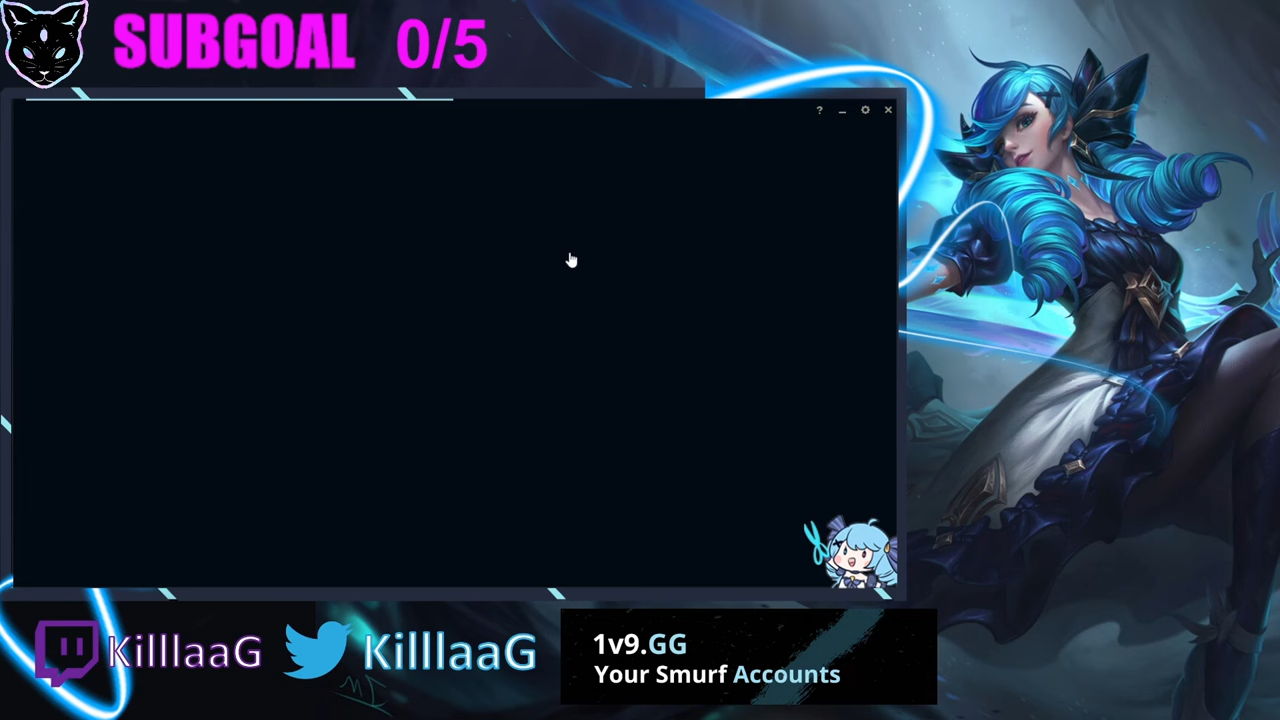 SUBGOAL 0/5
?
KilllaaG
KilllaaG
1v9.GG
Your Smurf Accounts